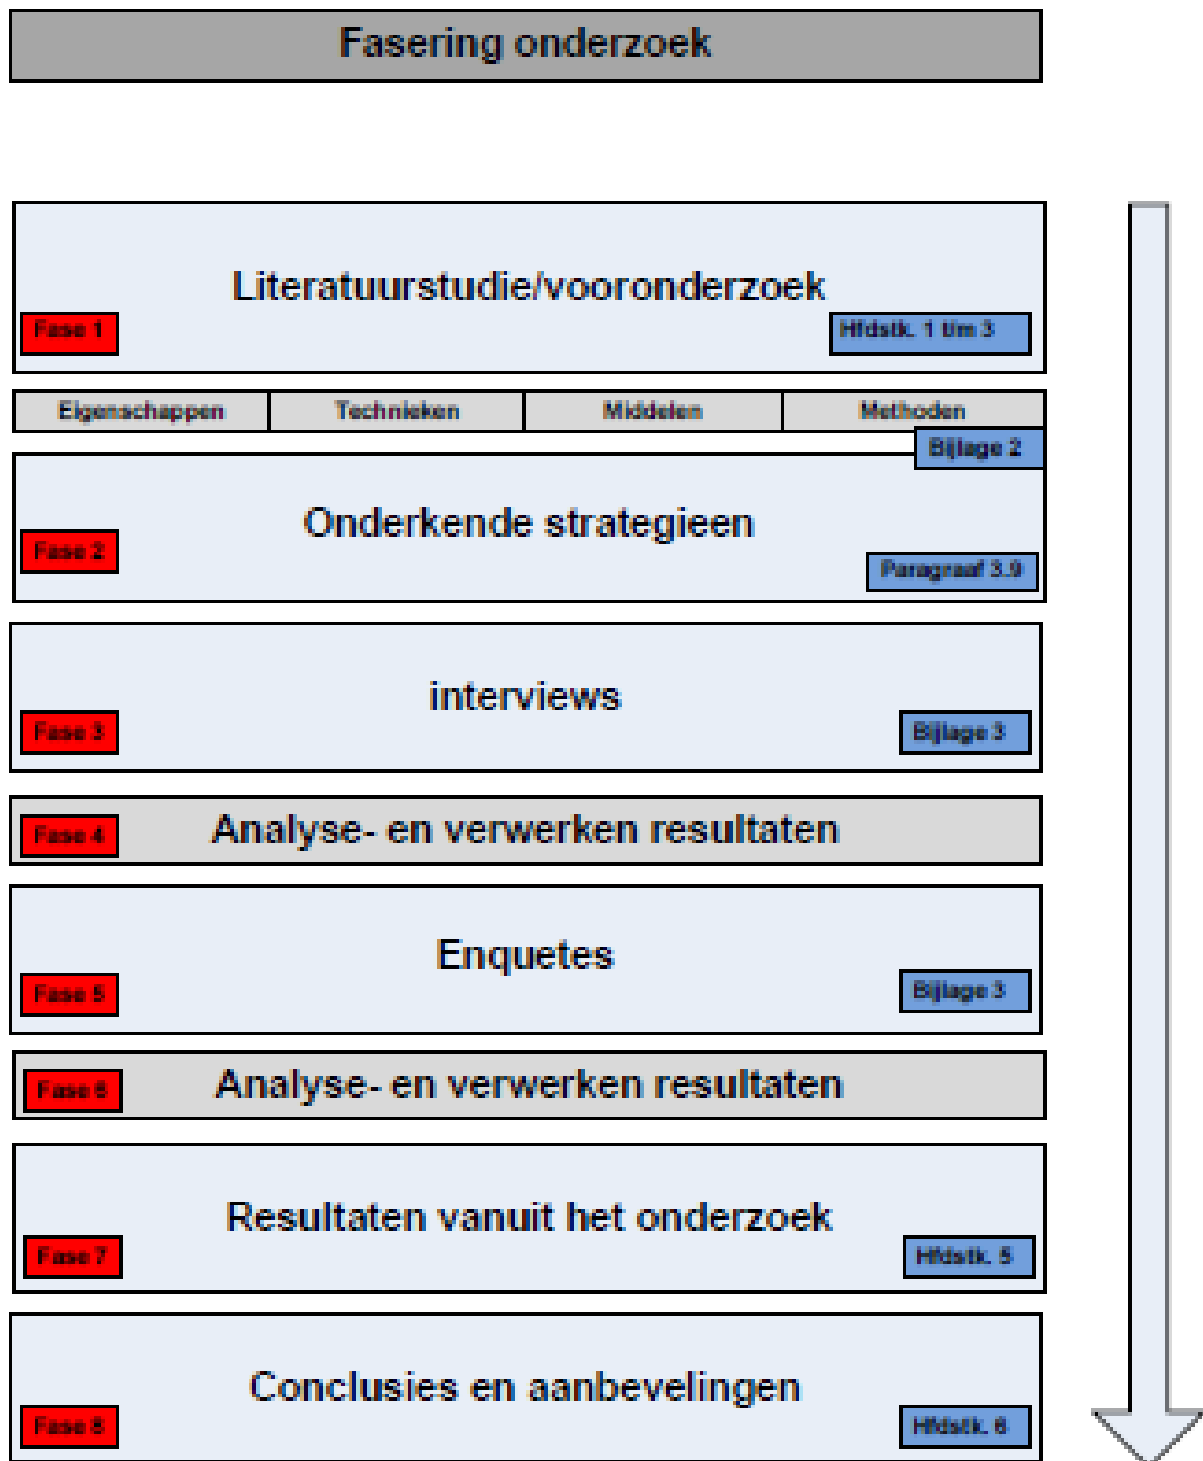 Fasering onderzoek
Literatuurstudie/vooronderzoek
Fase 1
Hfdstk. 1 t/m 3
Eigenschappen Technieken Middelen Methoden
Bijlage 2
Onderkende strategieen
Fase 2
Paragraaf 3.9
interviews
Fase 3
Bijlage 3
Fase 4
Analyse- en verwerken resultaten
Enquetes
Fase 5
Bijlage 3
Fase 6
Analyse- en verwerken resultaten
Resultaten vanuit het onderzoek
Fase 7
Hfdstk. 5
Conclusies en aanbevelingen
Fase 8
Hfdstk. 6